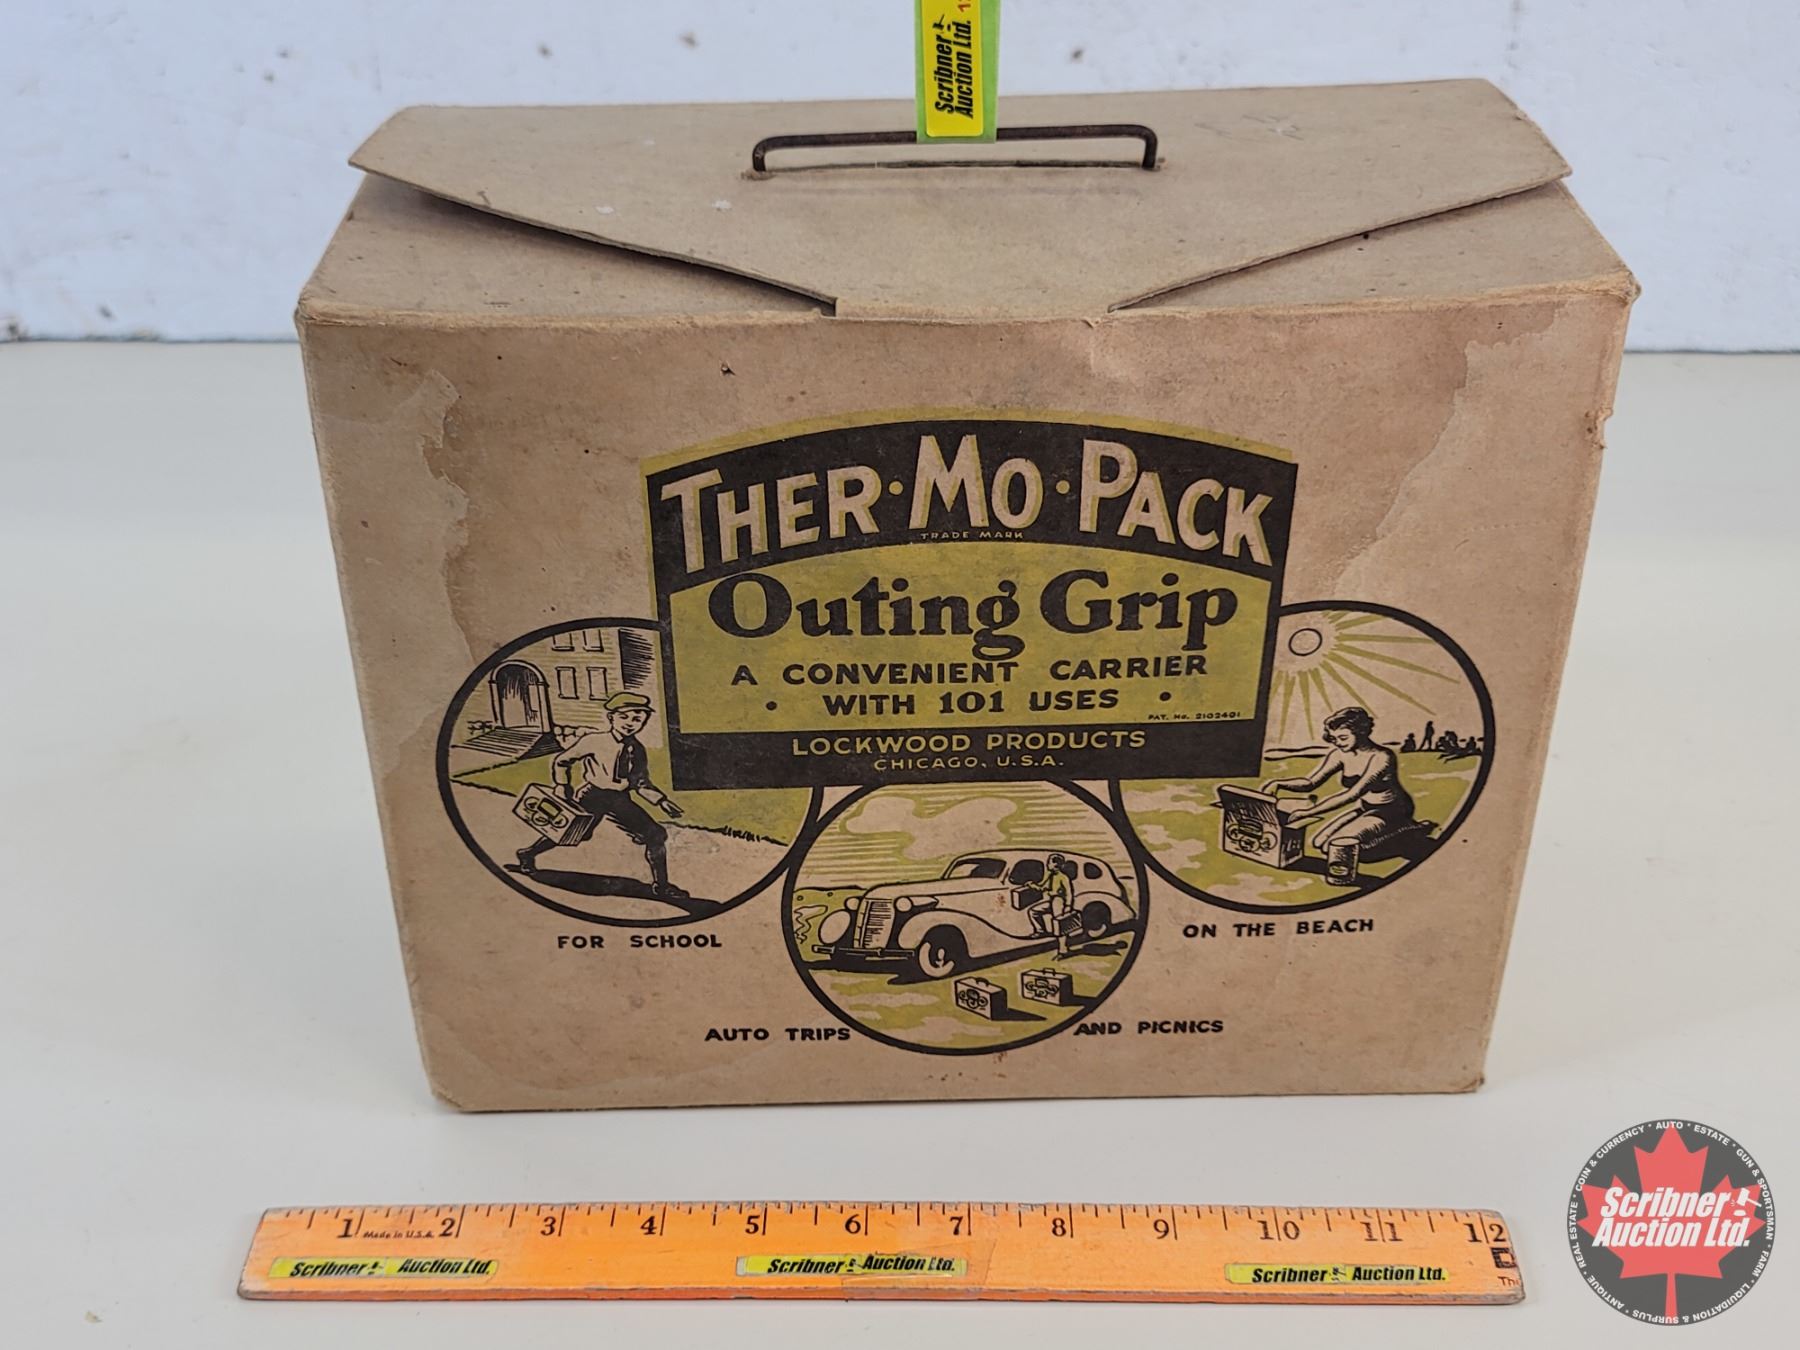 Scribner
Auction Ltd.
THER·MO·PACK
TRADE MARK
Outing Grip
A CONVENIENT CARRIER
• WITH 101 USES •
PAT. No. 2102401
LOCKWOOD PRODUCTS
CHICAGO, U.S.A.
FOR SCHOOL
ON THE BEACH
AUTO TRIPS AND PICNICS
1 2 3 4 5 6 7 8 9 10 11 12
Made in U.S.A.
Scribner Auction Ltd.
Scribner Auction Ltd.
Scribner Auction Ltd.
COIN & CURRENCY • AUTO • ESTATE • GUN & SPORTSMAN • FARM • LIQUIDATION & SURPLUS • ANTIQUE • REAL ESTATE •
Scribner
Auction Ltd.